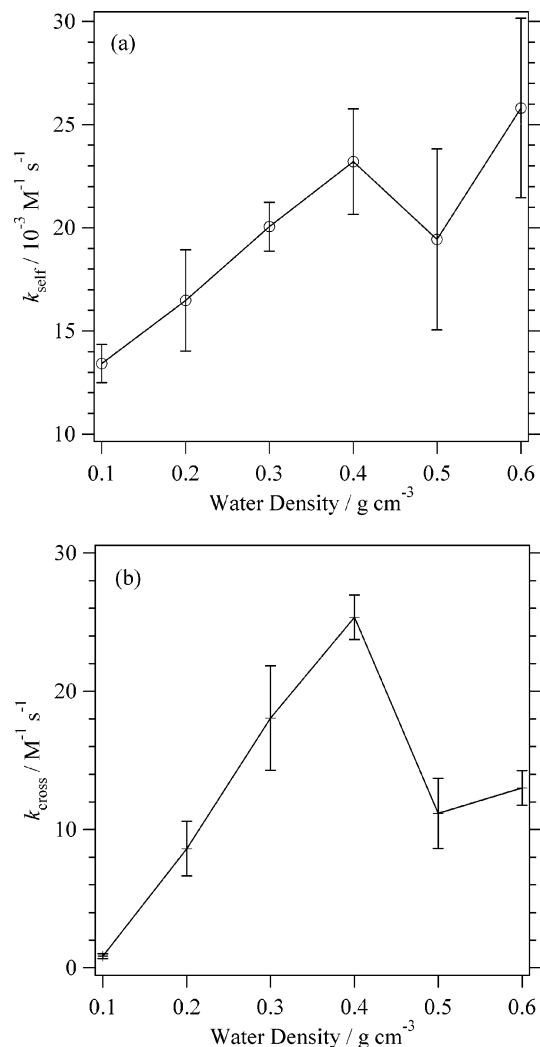 (a)
30
25
20
15
10
k_self / 10^-3 M^-1 s^-1
0.1 0.2 0.3 0.4 0.5 0.6
Water Density / g cm^-3
(b)
30
20
10
0
k_cross / M^-1 s^-1
0.1 0.2 0.3 0.4 0.5 0.6
Water Density / g cm^-3